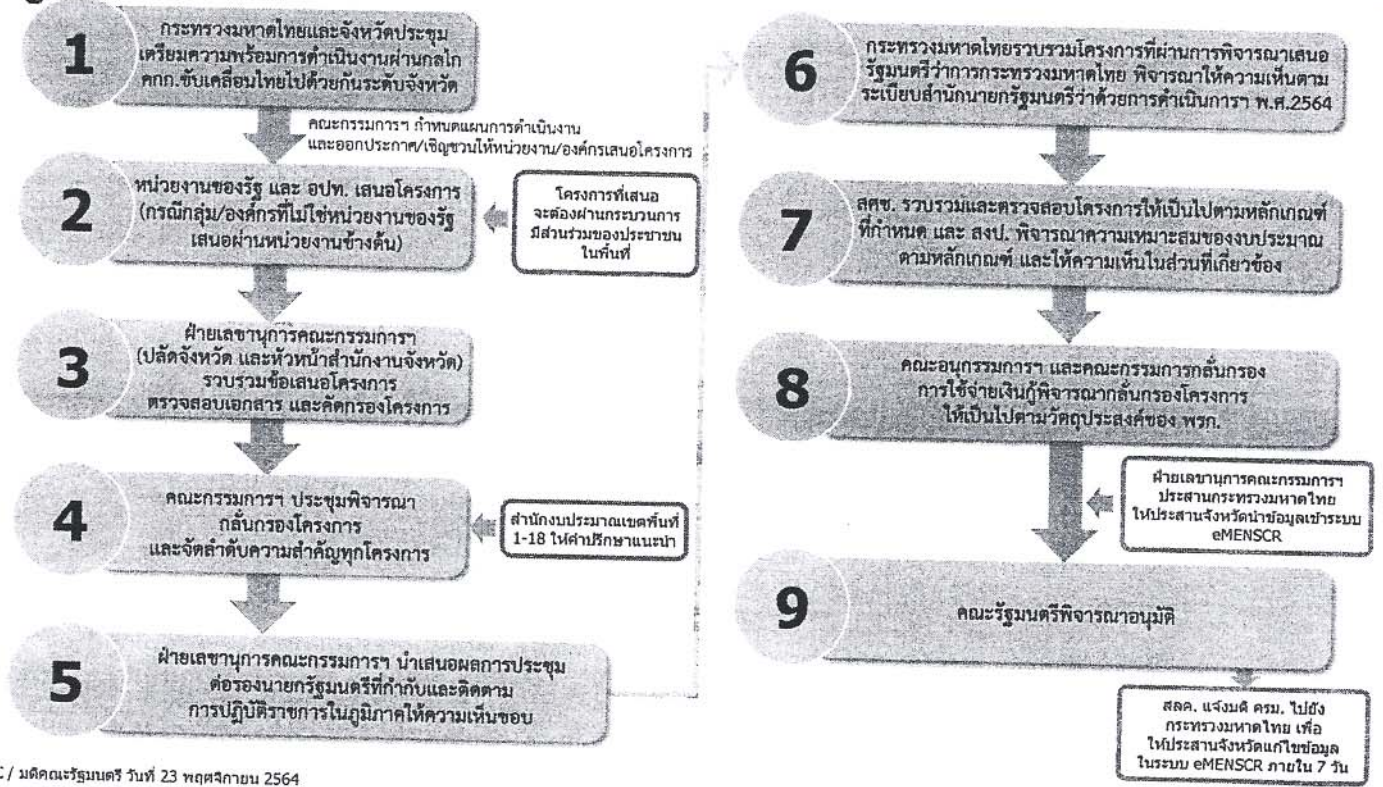 1
กระทรวงมหาดไทยและจังหวัดประชุม
เตรียมความพร้อมการดำเนินงานผ่านกลไก
คกก.ขับเคลื่อนไทยไปด้วยกันระดับจังหวัด
คณะกรรมการฯ กำหนดแผนการดำเนินงาน
และออกประกาศ/เชิญชวนให้หน่วยงาน/องค์กรเสนอโครงการ
2
หน่วยงานของรัฐ และ อปท. เสนอโครงการ
(กรณีกลุ่ม/องค์กรที่ไม่ใช่หน่วยงานของรัฐ
เสนอผ่านหน่วยงานข้างต้น)
โครงการที่เสนอ
จะต้องผ่านกระบวนการ
มีส่วนร่วมของประชาชน
ในพื้นที่
3
ฝ่ายเลขานุการคณะกรรมการฯ
(ปลัดจังหวัด และหัวหน้าสำนักงานจังหวัด)
รวบรวมข้อเสนอโครงการ
ตรวจสอบเอกสาร และคัดกรองโครงการ
4
คณะกรรมการฯ ประชุมพิจารณา
กลั่นกรองโครงการ
และจัดลำดับความสำคัญทุกโครงการ
สำนักงบประมาณเขตพื้นที่
1-18 ให้คำปรึกษาแนะนำ
5
ฝ่ายเลขานุการคณะกรรมการฯ นำเสนอผลการประชุม
ต่อรองนายกรัฐมนตรีที่กำกับและติดตาม
การปฏิบัติราชการในภูมิภาคให้ความเห็นชอบ
6
กระทรวงมหาดไทยรวบรวมโครงการที่ผ่านการพิจารณาเสนอ
รัฐมนตรีว่าการกระทรวงมหาดไทย พิจารณาให้ความเห็นตาม
ระเบียบสำนักนายกรัฐมนตรีว่าด้วยการดำเนินการฯ พ.ศ.2564
7
สศช. รวบรวมและตรวจสอบโครงการให้เป็นไปตามหลักเกณฑ์
ที่กำหนด และ สงป. พิจารณาความเหมาะสมของงบประมาณ
ตามหลักเกณฑ์ และให้ความเห็นในส่วนที่เกี่ยวข้อง
8
คณะอนุกรรมการฯ และคณะกรรมการกลั่นกรอง
การใช้จ่ายเงินกู้พิจารณากลั่นกรองโครงการ
ให้เป็นไปตามวัตถุประสงค์ของ พรก.
ฝ่ายเลขานุการคณะกรรมการฯ
ประสานกระทรวงมหาดไทย
ให้ประสานจังหวัดนำข้อมูลเข้าระบบ
eMENSCR
9
คณะรัฐมนตรีพิจารณาอนุมัติ
สลค. แจ้งมติ ครม. ไปยัง
กระทรวงมหาดไทย เพื่อ
ให้ประสานจังหวัดแก้ไขข้อมูล
ในระบบ eMENSCR ภายใน 7 วัน
/ มติคณะรัฐมนตรี วันที่ 23 พฤศจิกายน 2564